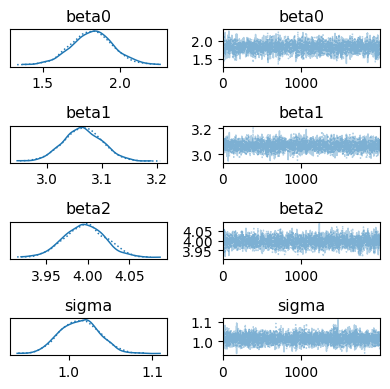 beta0 beta0
2.0
1.5
1.5 2.0 0 1000
beta1 beta1
3.2
3.0
3.0 3.1 3.2 0 1000
beta2 beta2
4.05
4.00
3.95
3.95 4.00 4.05 0 1000
sigma sigma
1.1
1.0
1.0 1.1 0 1000